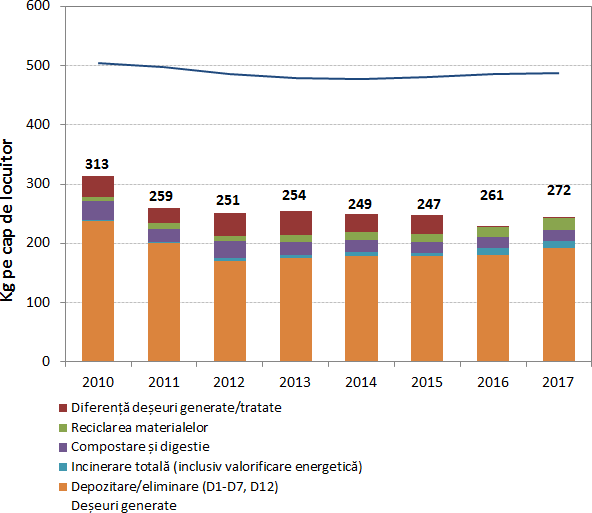 600
500
400
300
200
100
0
Kg pe cap de locuitor
313
259
251
254
249
247
261
272
2010 2011 2012 2013 2014 2015 2016 2017
Diferență deșeuri generate/tratate
Reciclarea materialelor
Compostare și digestie
Incinerare totală (inclusiv valorificare energetică)
Depozitare/eliminare (D1-D7, D12)
Deșeuri generate